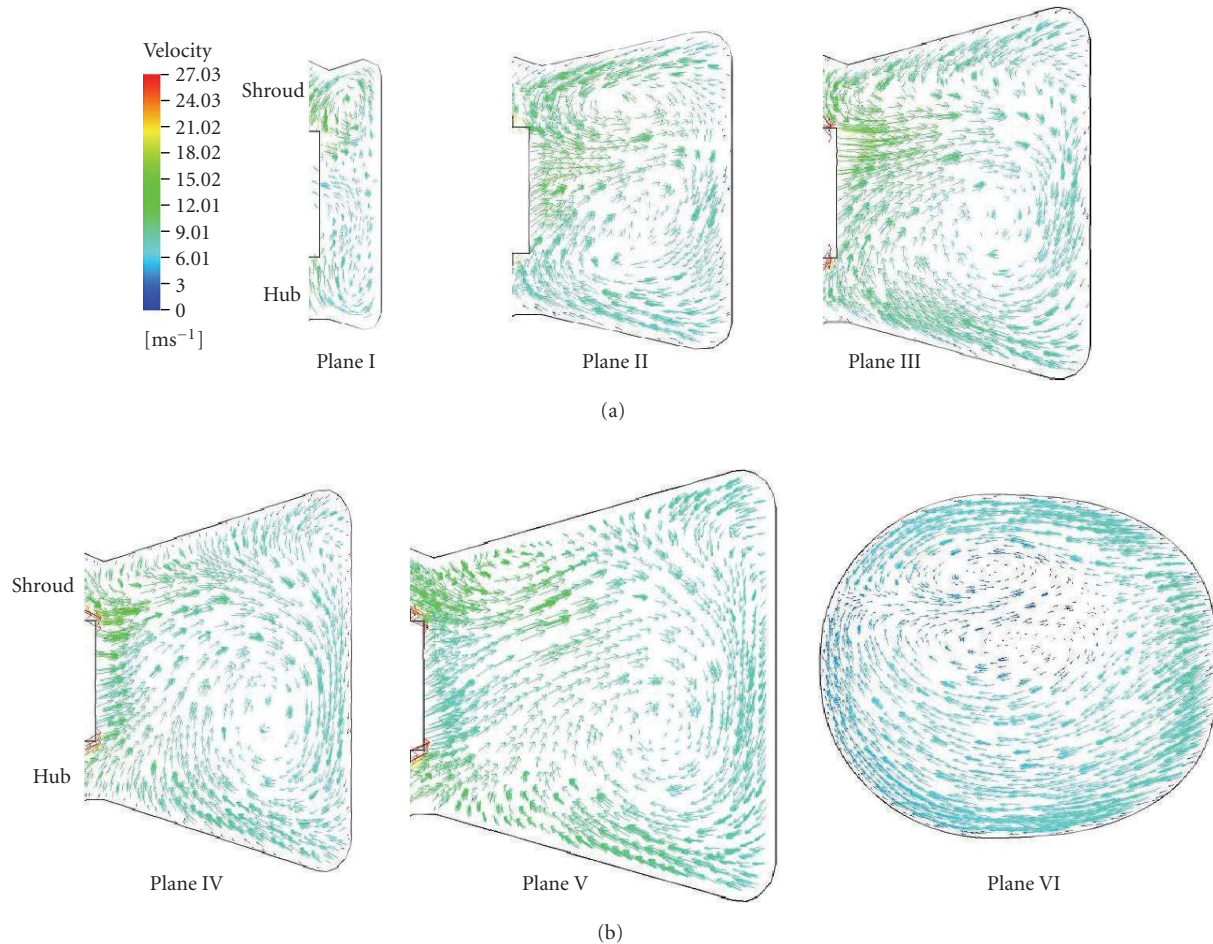 Velocity
27.03
24.03
21.02
18.02
15.02
12.01
9.01
6.01
3
0
[ms⁻¹]
Shroud
Hub
Plane I
Plane II
Plane III
(a)
Shroud
Hub
Plane IV
Plane V
Plane VI
(b)